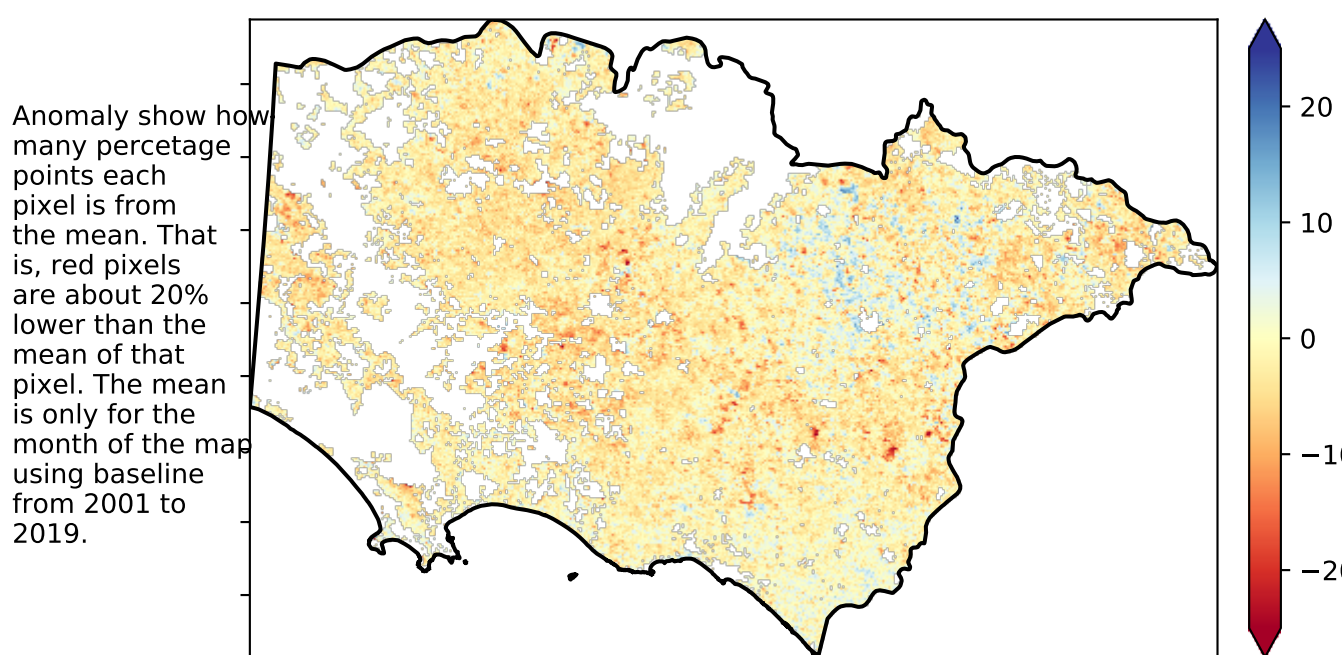 Anomaly show how
many percetage
points each
pixel is from
the mean. That
is, red pixels
are about 20%
lower than the
mean of that
pixel. The mean
is only for the
month of the map
using baseline
from 2001 to
2019.
20
10
0
−10
−20